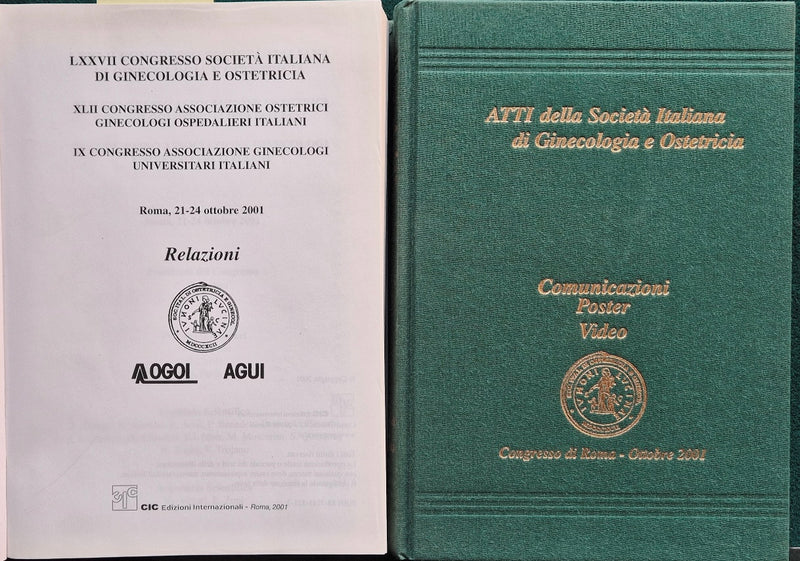 LXXVII CONGRESSO SOCIETÀ ITALIANA
DI GINECOLOGIA E OSTETRICIA
XLII CONGRESSO ASSOCIAZIONE OSTETRICI
GINECOLOGI OSPEDALIERI ITALIANI
IX CONGRESSO ASSOCIAZIONE GINECOLOGI
UNIVERSITARI ITALIANI
Roma, 21-24 ottobre 2001
Relazioni
IVNONI LVCINAE
MDCCCXCII
AOGOI AGUI
CIC Edizioni Internazionali - Roma, 2001
ATTI della Società Italiana
di Ginecologia e Ostetricia
Comunicazioni
Poster
Video
IVNONI LVCINAE
Congresso di Roma - Ottobre 2001